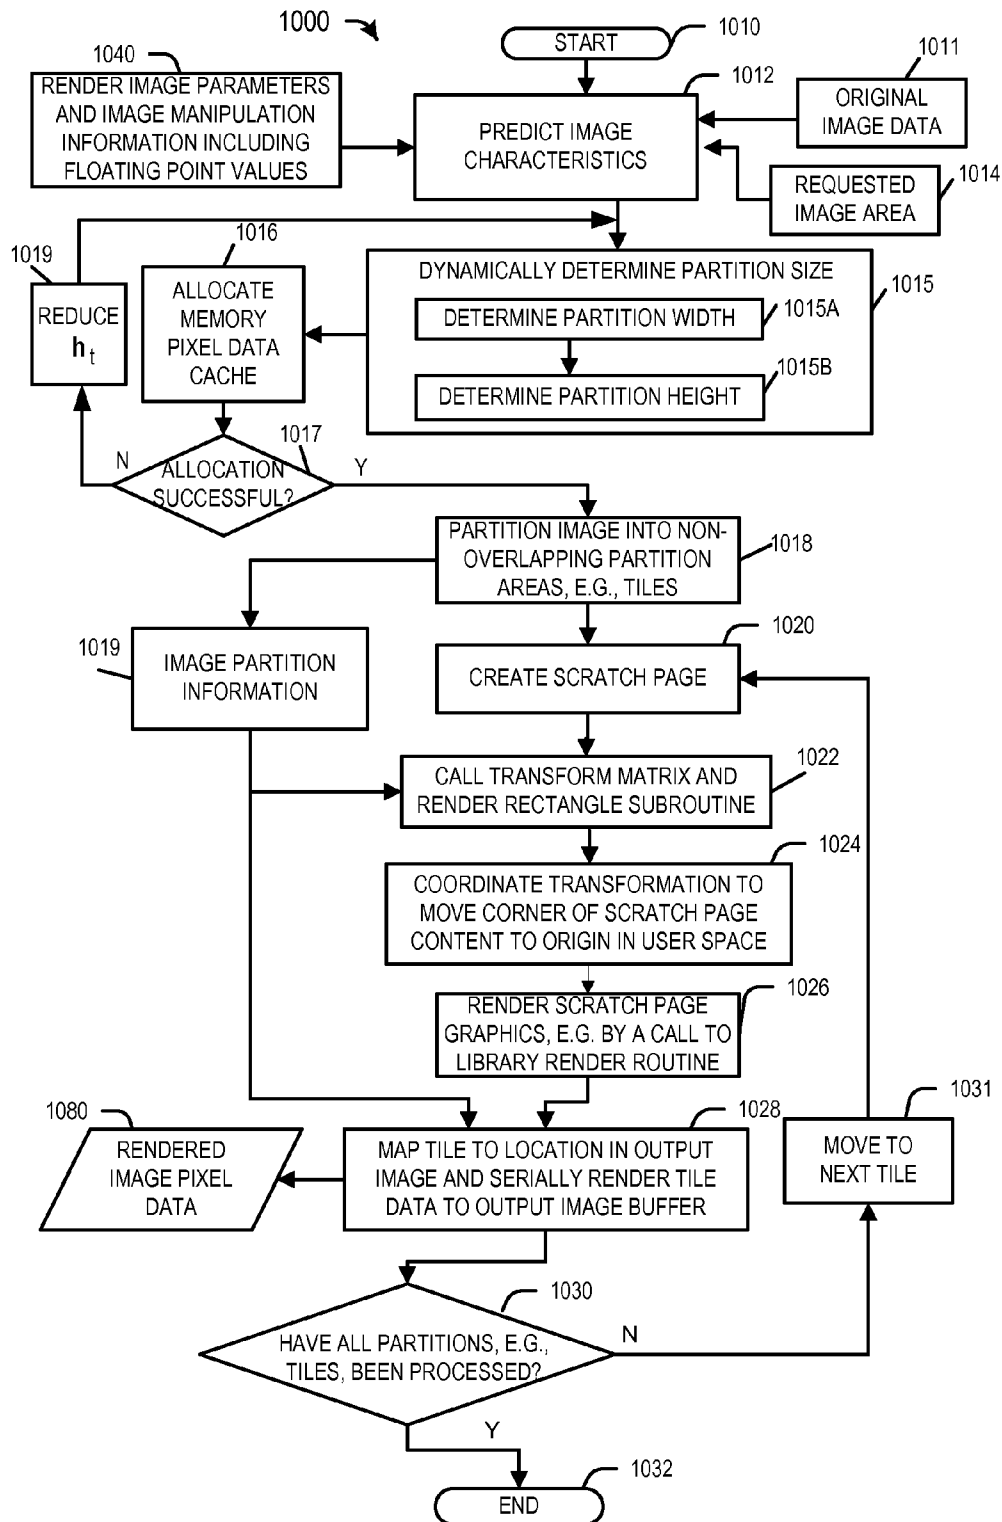 1000
START
1010
1040
RENDER IMAGE PARAMETERS
AND IMAGE MANIPULATION
INFORMATION INCLUDING
FLOATING POINT VALUES
1012
PREDICT IMAGE
CHARACTERISTICS
1011
ORIGINAL
IMAGE DATA
1014
REQUESTED
IMAGE AREA
1019
REDUCE
h t
1016
ALLOCATE
MEMORY
PIXEL DATA
CACHE
DYNAMICALLY DETERMINE PARTITION SIZE
1015
DETERMINE PARTITION WIDTH
1015A
1015B
DETERMINE PARTITION HEIGHT
N
1017
Y
ALLOCATION
SUCCESSFUL?
PARTITION IMAGE INTO NON-
OVERLAPPING PARTITION
AREAS, E.G., TILES
1018
1019
IMAGE PARTITION
INFORMATION
1020
CREATE SCRATCH PAGE
CALL TRANSFORM MATRIX AND
RENDER RECTANGLE SUBROUTINE
1022
1024
COORDINATE TRANSFORMATION TO
MOVE CORNER OF SCRATCH PAGE
CONTENT TO ORIGIN IN USER SPACE
1026
RENDER SCRATCH PAGE
GRAPHICS, E.G. BY A CALL TO
LIBRARY RENDER ROUTINE
1080
RENDERED
IMAGE PIXEL
DATA
1028
MAP TILE TO LOCATION IN OUTPUT
IMAGE AND SERIALLY RENDER TILE
DATA TO OUTPUT IMAGE BUFFER
1031
MOVE TO
NEXT TILE
1030
HAVE ALL PARTITIONS, E.G.,
TILES, BEEN PROCESSED?
N
Y
1032
END